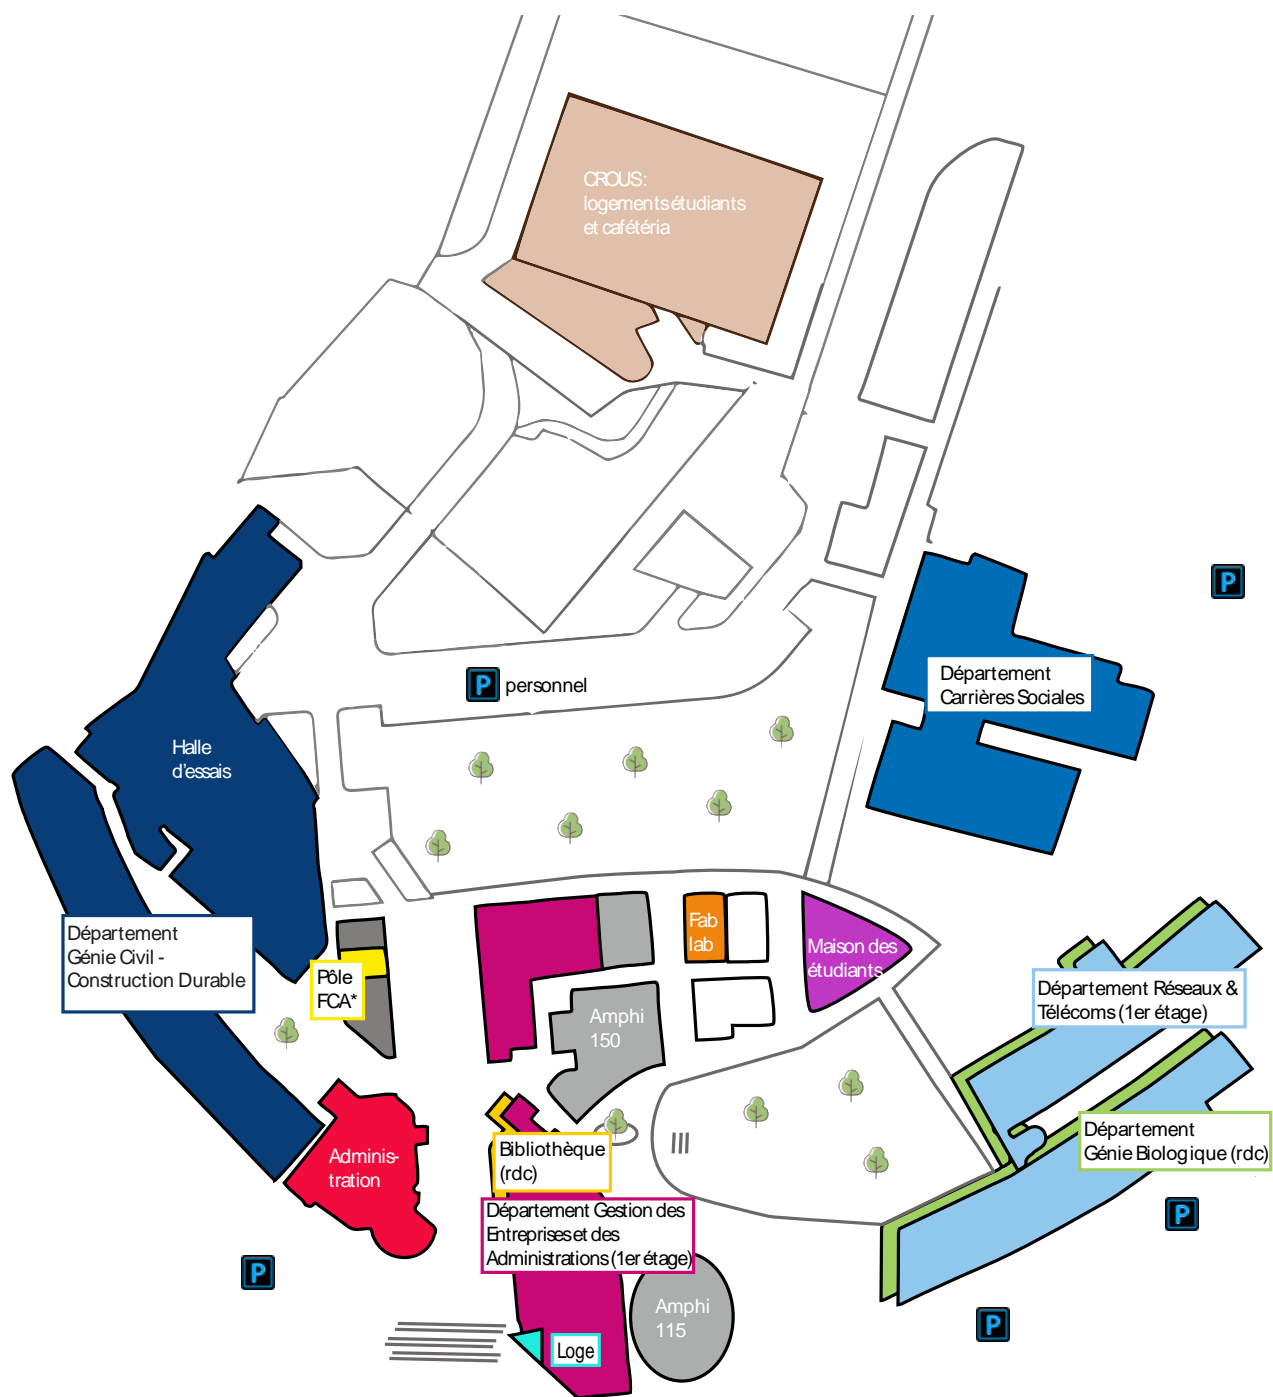 CROUS:
logements étudiants
et cafétéria
P
P personnel
Département
Carrières Sociales
Halle
d'essais
Fab
lab
Maison des
étudiants
Département
Génie Civil -
Construction Durable
Pôle
FCA*
Amphi
150
Département Réseaux &
Télécoms (1er étage)
Département
Génie Biologique (rdc)
Bibliothèque
(rdc)
Adminis-
tration
Département Gestion des
Entreprises et des
Administrations (1er étage)
P
P
P
Amphi
115
Loge